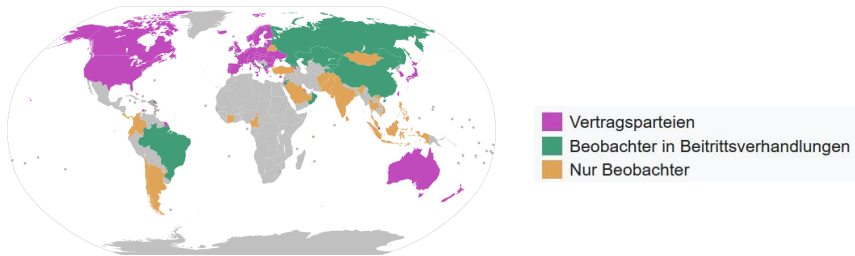 Vertragsparteien
Beobachter in Beitrittsverhandlungen
Nur Beobachter